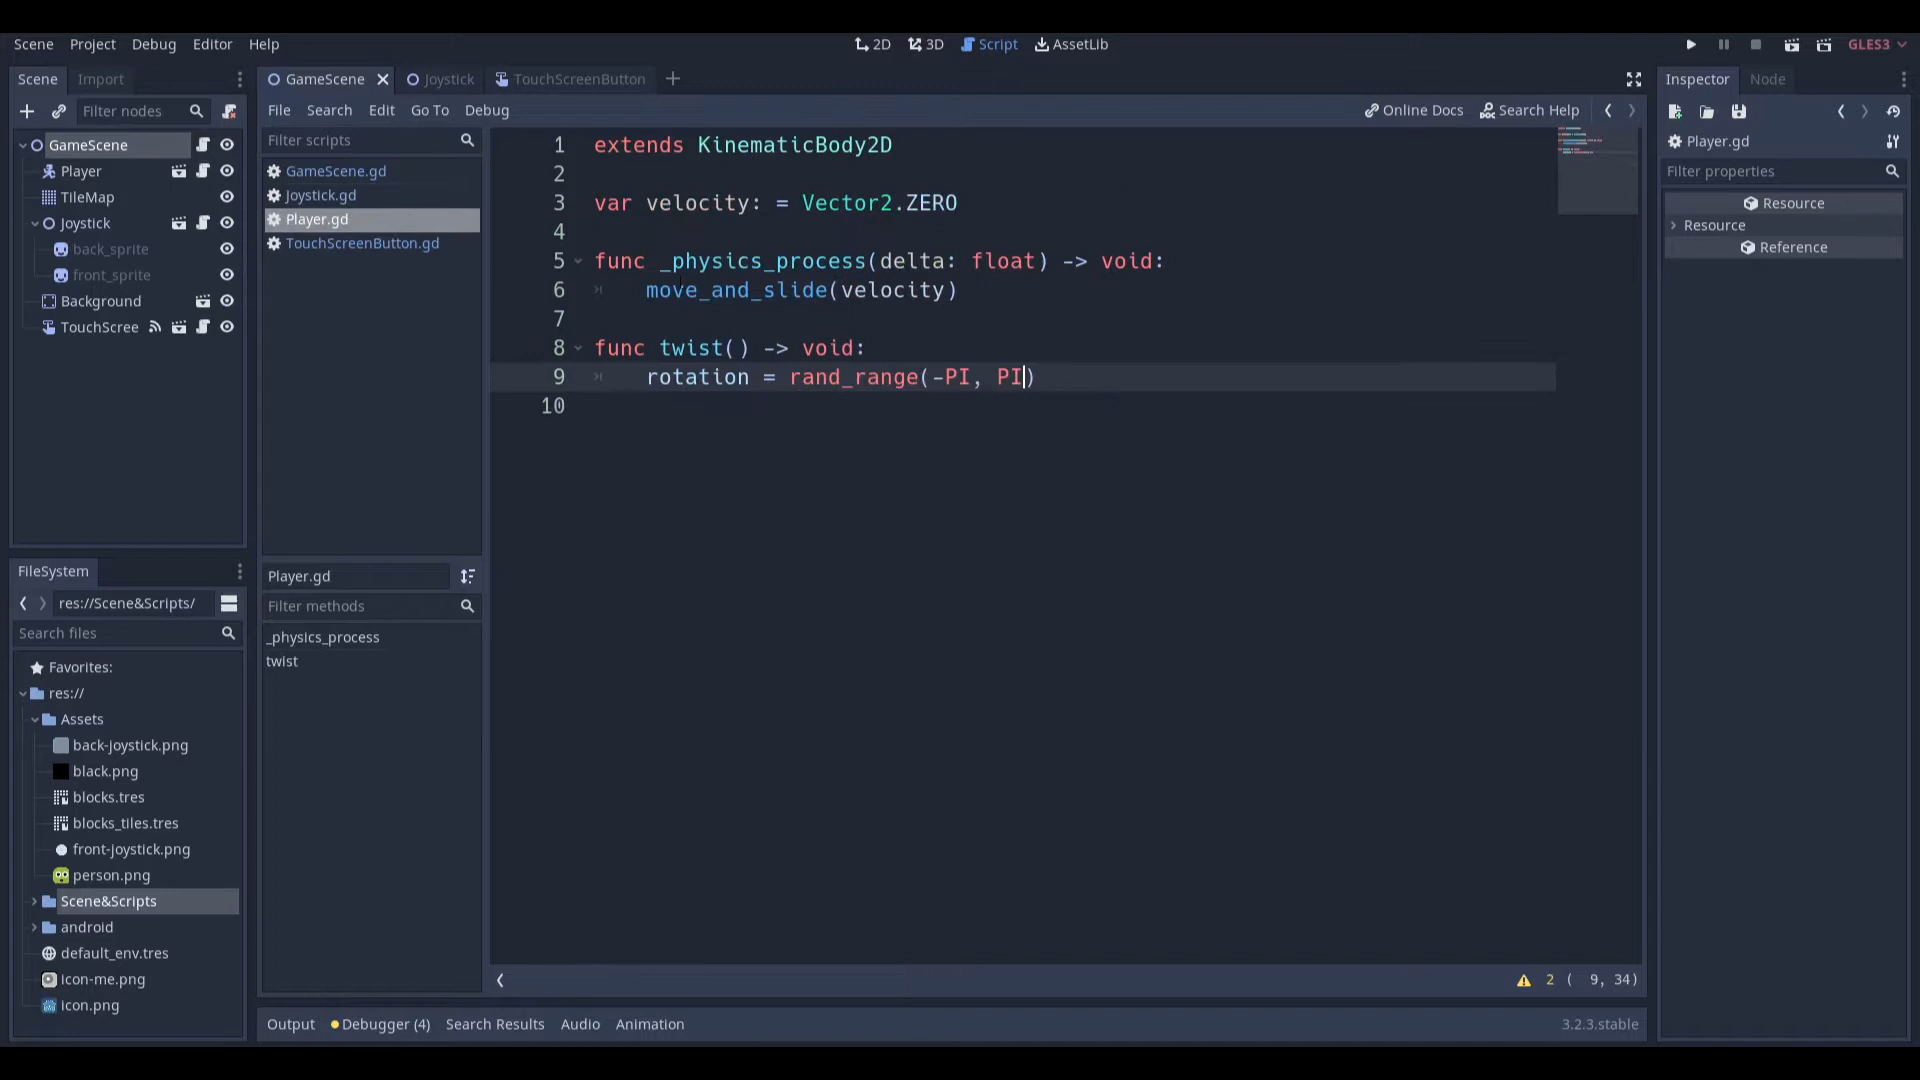 Scene Project Debug Editor Help
2D 3D Script AssetLib
GLES3
Scene Import
Filter nodes
GameScene
Player
TileMap
Joystick
back_sprite
front_sprite
Background
TouchScree
FileSystem
res://Scene&Scripts/
Search files
Favorites:
res://
Assets
back-joystick.png
black.png
blocks.tres
blocks_tiles.tres
front-joystick.png
person.png
Scene&Scripts
android
default_env.tres
icon-me.png
icon.png
GameScene Joystick TouchScreenButton
File Search Edit Go To Debug
Online Docs Search Help
Filter scripts
GameScene.gd
Joystick.gd
Player.gd
TouchScreenButton.gd
Player.gd
Filter methods
_physics_process
twist
1 extends KinematicBody2D
2
3 var velocity: = Vector2.ZERO
4
5 func _physics_process(delta: float) -> void:
6 move_and_slide(velocity)
7
8 func twist() -> void:
9 rotation = rand_range(-PI, PI)
10
2 ( 9, 34)
Output Debugger (4) Search Results Audio Animation
3.2.3.stable
Inspector Node
Player.gd
Filter properties
Resource
Resource
Reference